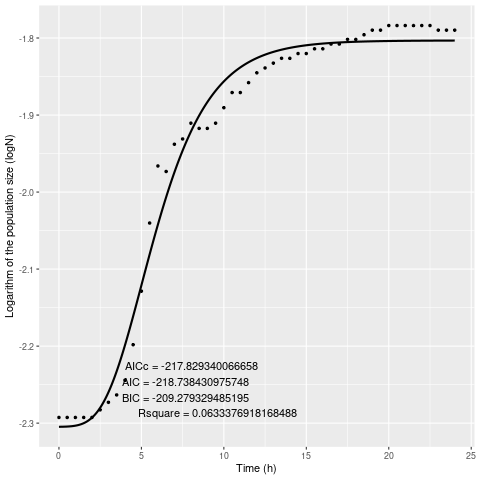 -1.8
-1.9
-2.0
-2.1
-2.2
-2.3
Logarithm of the population size (logN)
AICc = -217.829340066658
AIC = -218.738430975748
BIC = -209.279329485195
Rsquare = 0.0633376918168488
0 5 10 15 20 25
Time (h)